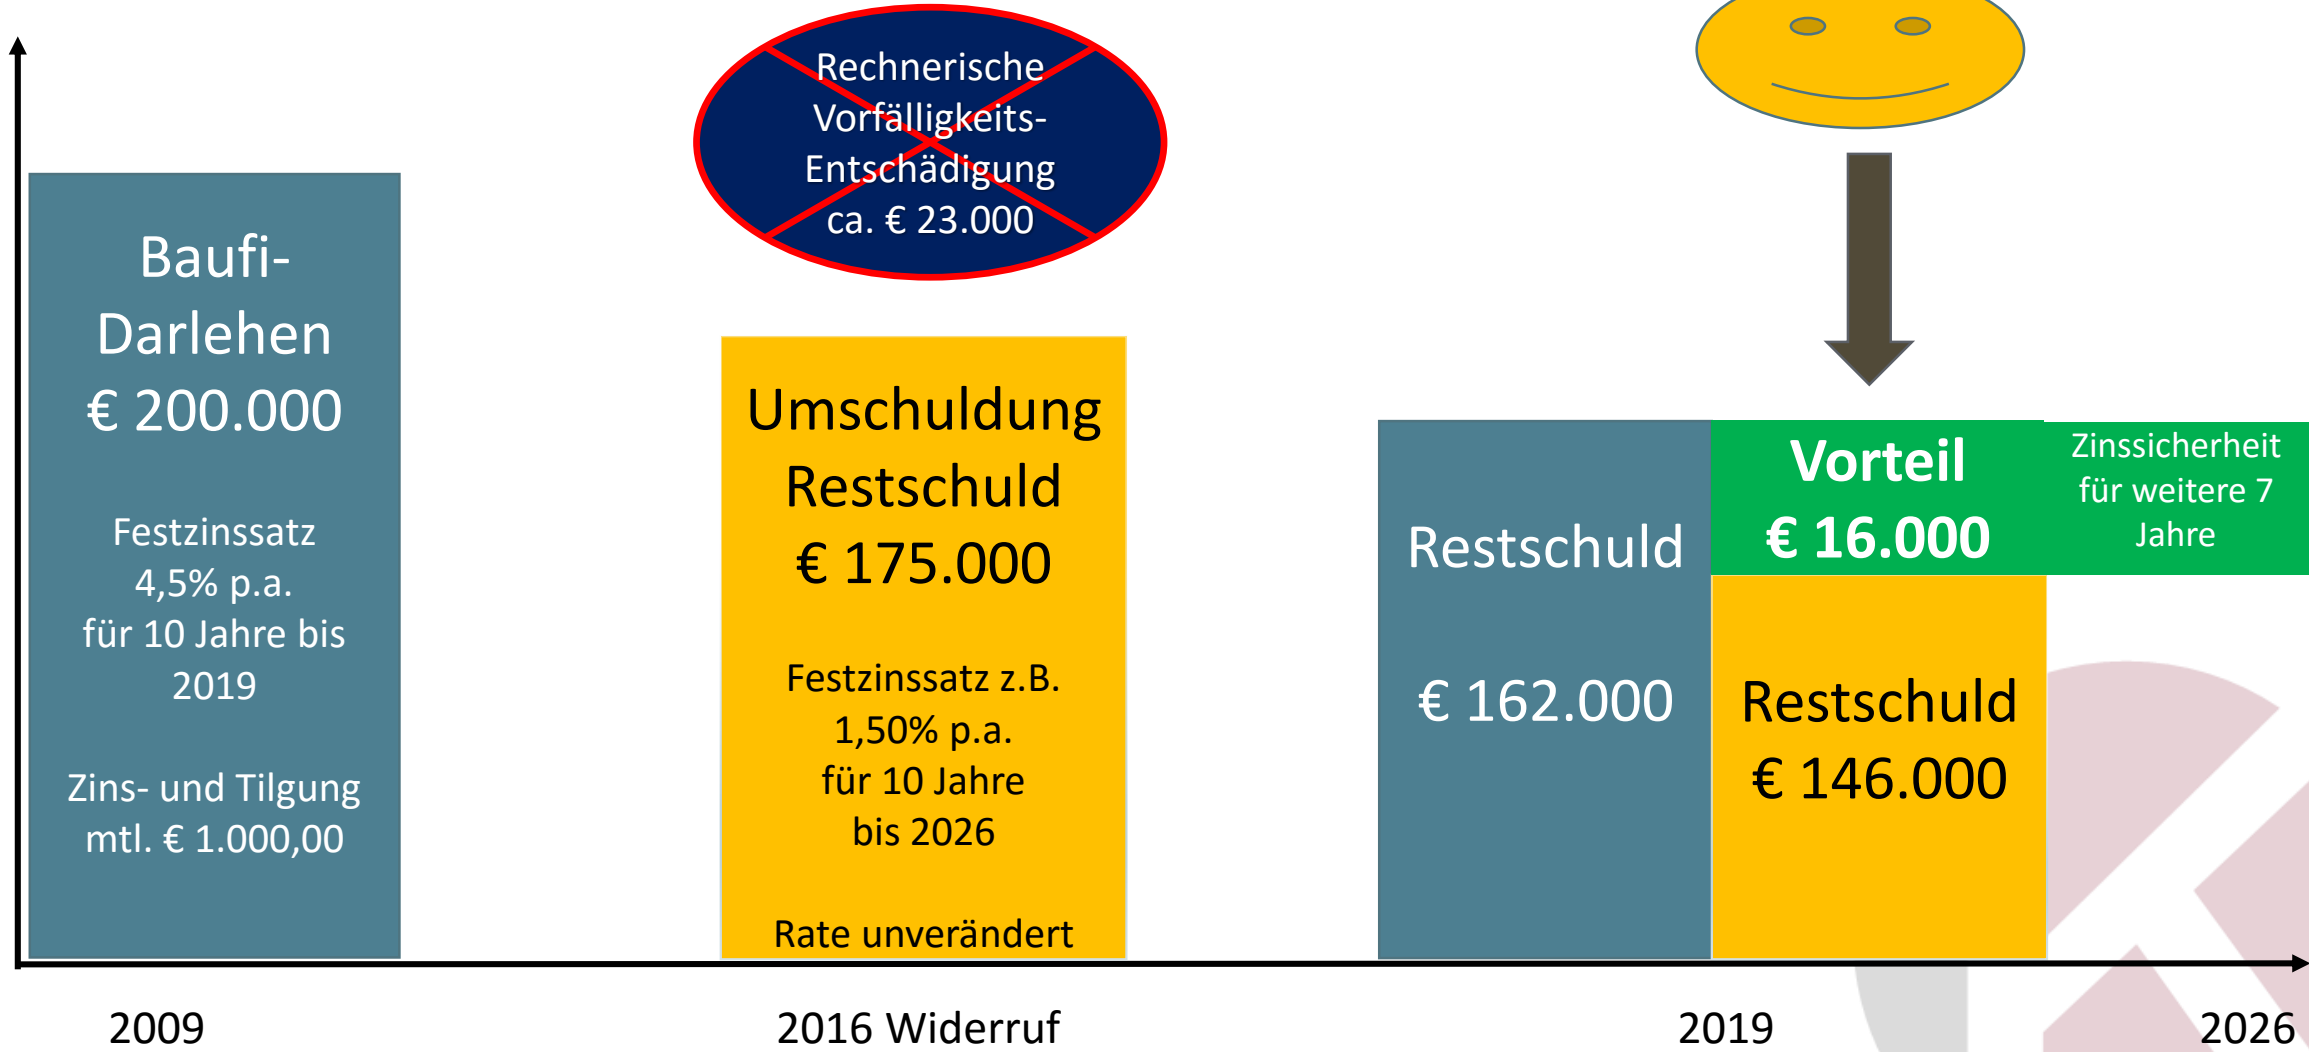 Rechnerische
Vorfälligkeits-
Entschädigung
ca. € 23.000
Baufi-
Darlehen
€ 200.000
Festzinssatz
4,5% p.a.
für 10 Jahre bis
2019
Zins- und Tilgung
mtl. € 1.000,00
Umschuldung
Restschuld
€ 175.000
Festzinssatz z.B.
1,50% p.a.
für 10 Jahre
bis 2026
Rate unverändert
Restschuld
€ 162.000
Vorteil
€ 16.000
Restschuld
€ 146.000
Zinssicherheit
für weitere 7
Jahre
2009
2016 Widerruf
2019
2026